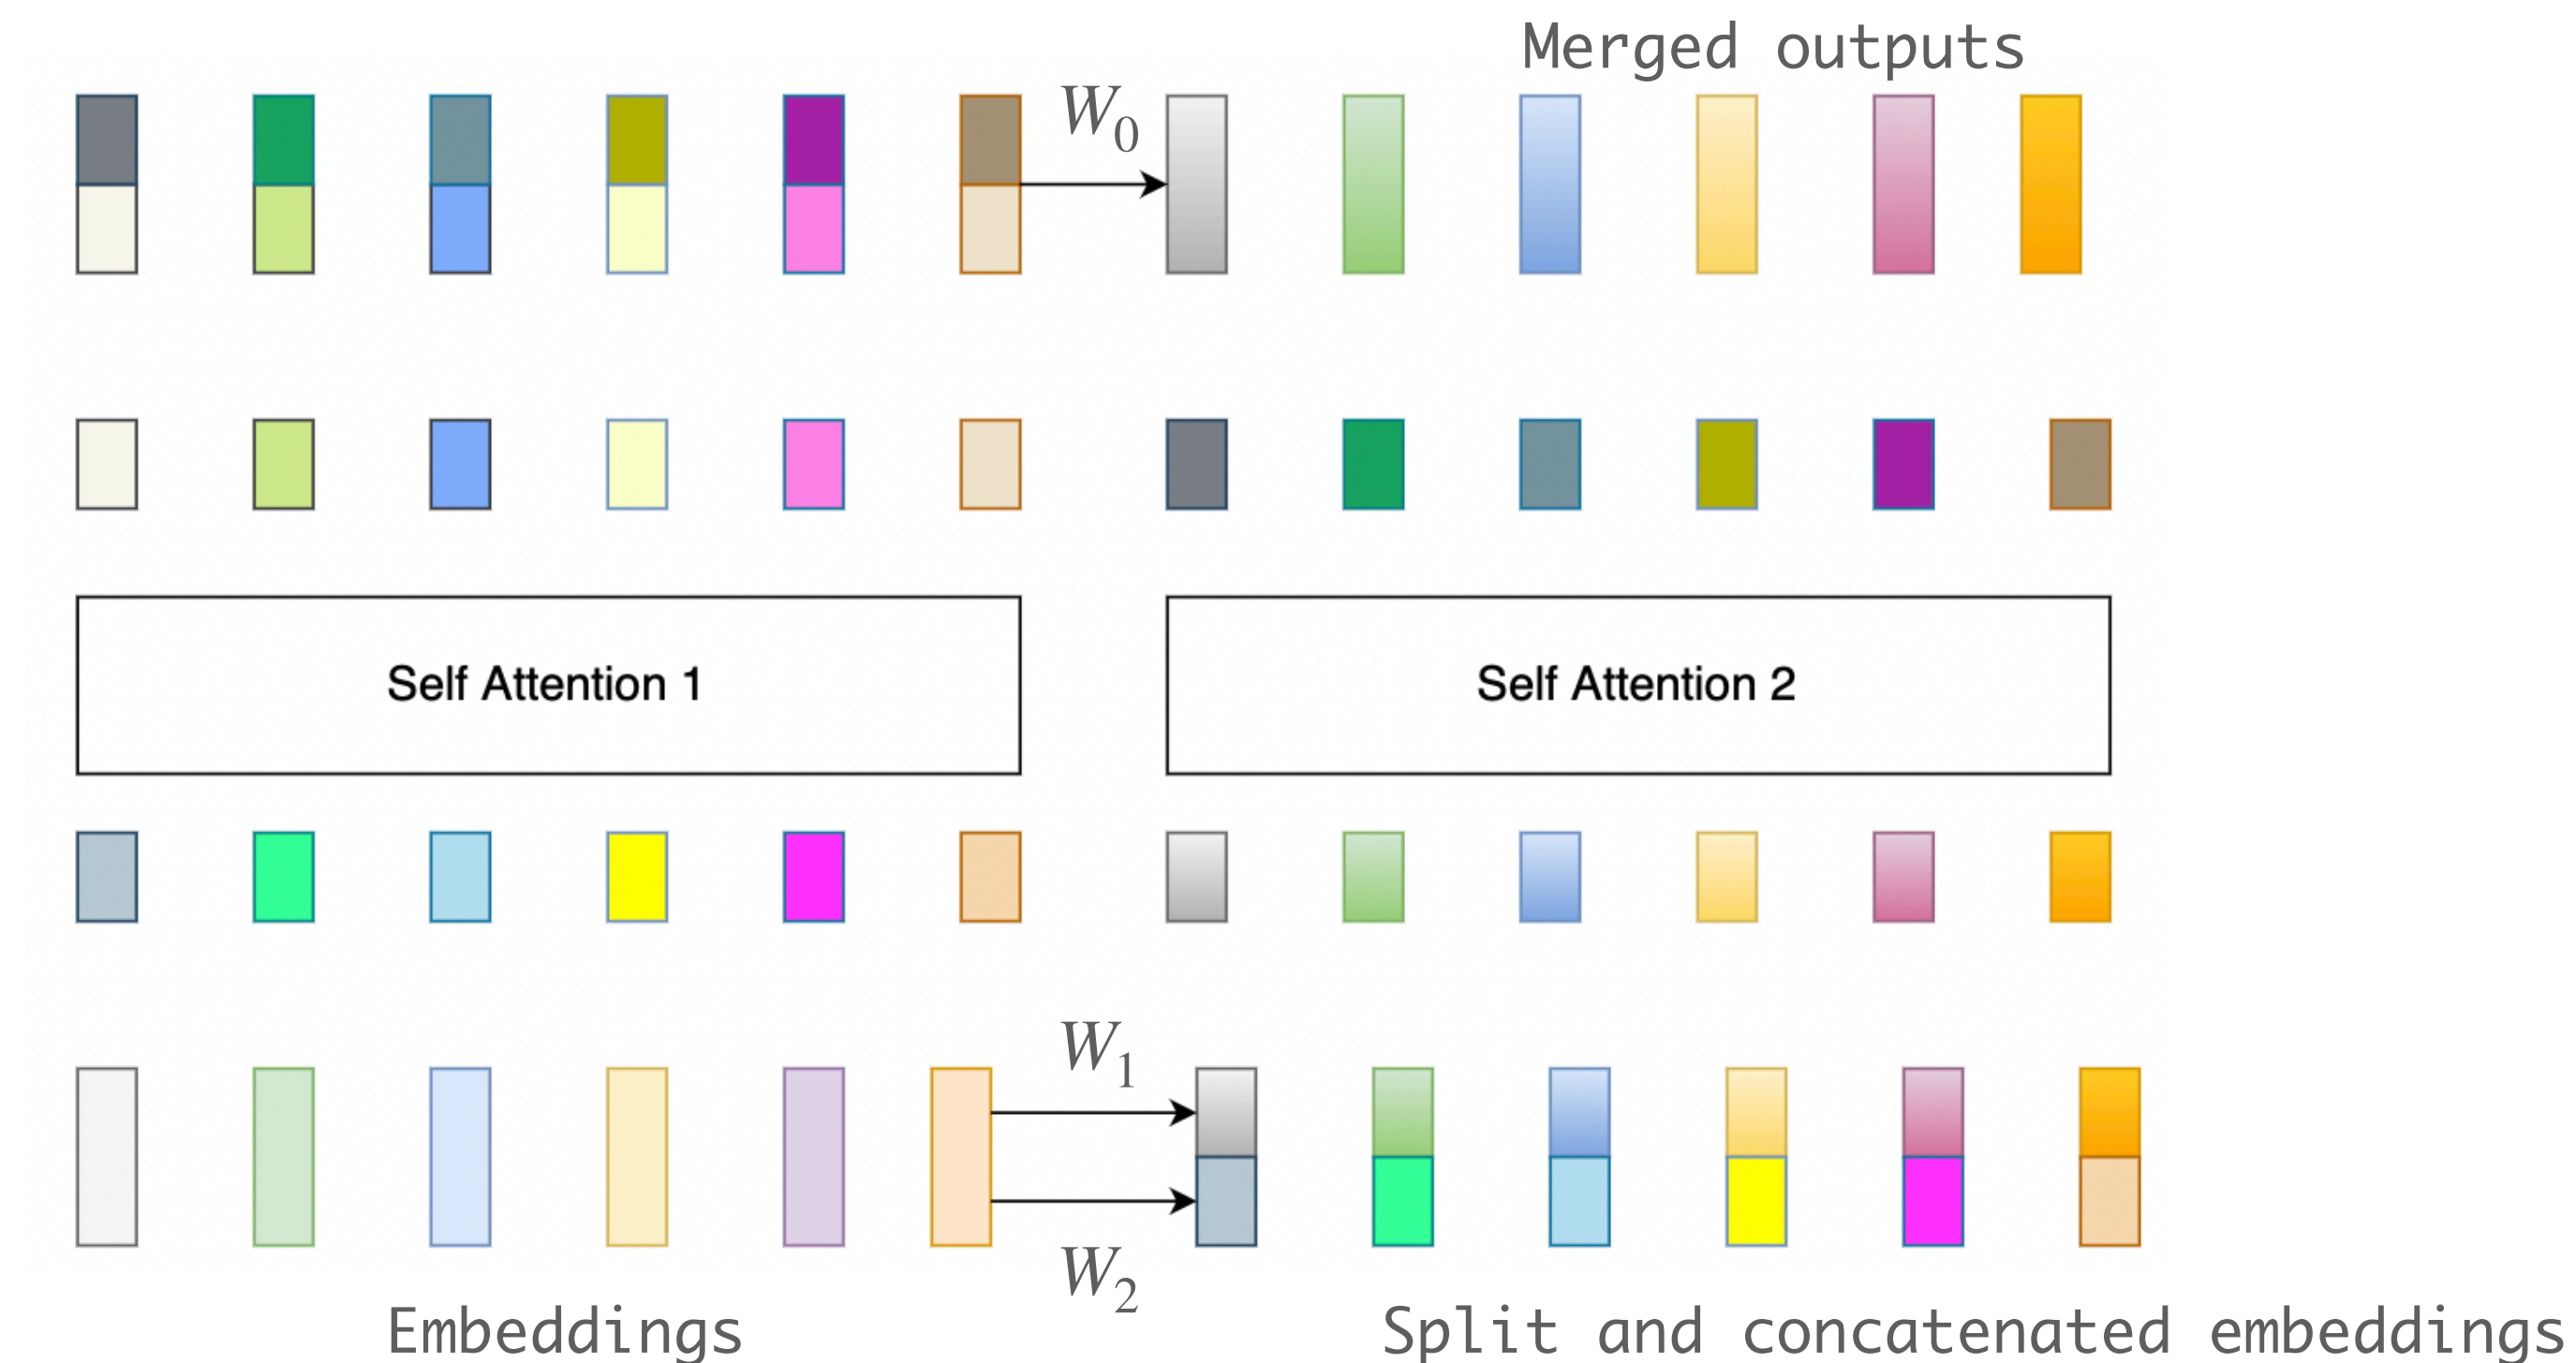 Merged outputs
W0
Self Attention 1
Self Attention 2
W1
W2
Embeddings
Split and concatenated embeddings